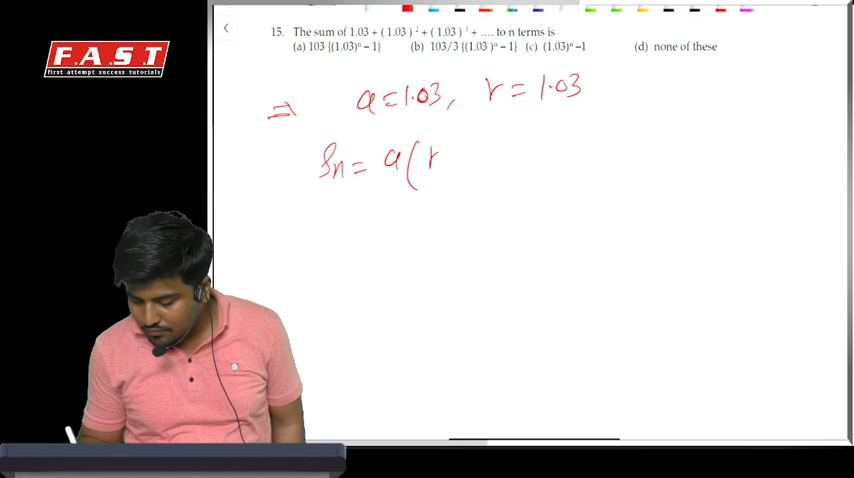 F.A.S.T
first attempt success tutorials
15. The sum of 1.03 + ( 1.03 ) ² + ( 1.03 ) ³ + …. to n terms is
(a) 103 {(1.03)ⁿ – 1} (b) 103/3 {(1.03 )ⁿ – 1} (c) (1.03)ⁿ –1 (d) none of these
⇒ a = 1.03, r = 1.03
Sn = a ( r